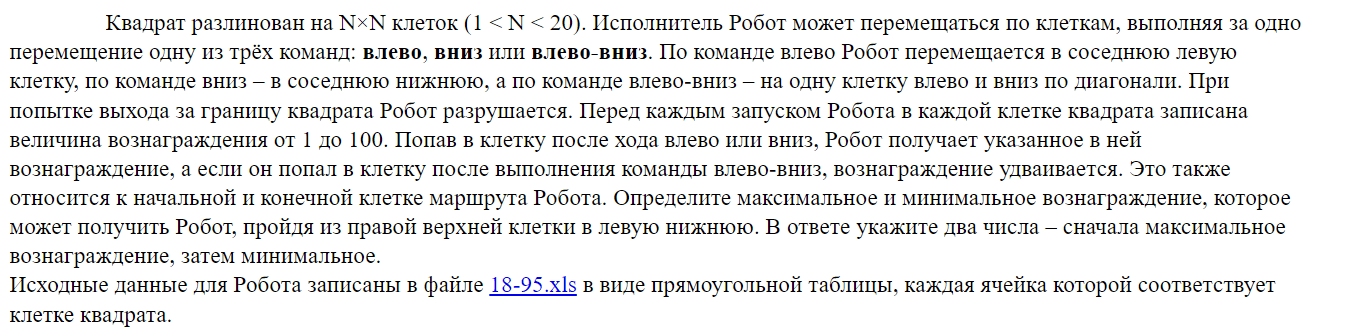 Квадрат разлинован на N×N клеток (1 < N < 20). Исполнитель Робот может перемещаться по клеткам, выполняя за одно
перемещение одну из трёх команд: влево, вниз или влево-вниз. По команде влево Робот перемещается в соседнюю левую
клетку, по команде вниз – в соседнюю нижнюю, а по команде влево-вниз – на одну клетку влево и вниз по диагонали. При
попытке выхода за границу квадрата Робот разрушается. Перед каждым запуском Робота в каждой клетке квадрата записана
величина вознаграждения от 1 до 100. Попав в клетку после хода влево или вниз, Робот получает указанное в ней
вознаграждение, а если он попал в клетку после выполнения команды влево-вниз, вознаграждение удваивается. Это также
относится к начальной и конечной клетке маршрута Робота. Определите максимальное и минимальное вознаграждение, которое
может получить Робот, пройдя из правой верхней клетки в левую нижнюю. В ответе укажите два числа – сначала максимальное
вознаграждение, затем минимальное.
Исходные данные для Робота записаны в файле 18-95.xls в виде прямоугольной таблицы, каждая ячейка которой соответствует
клетке квадрата.